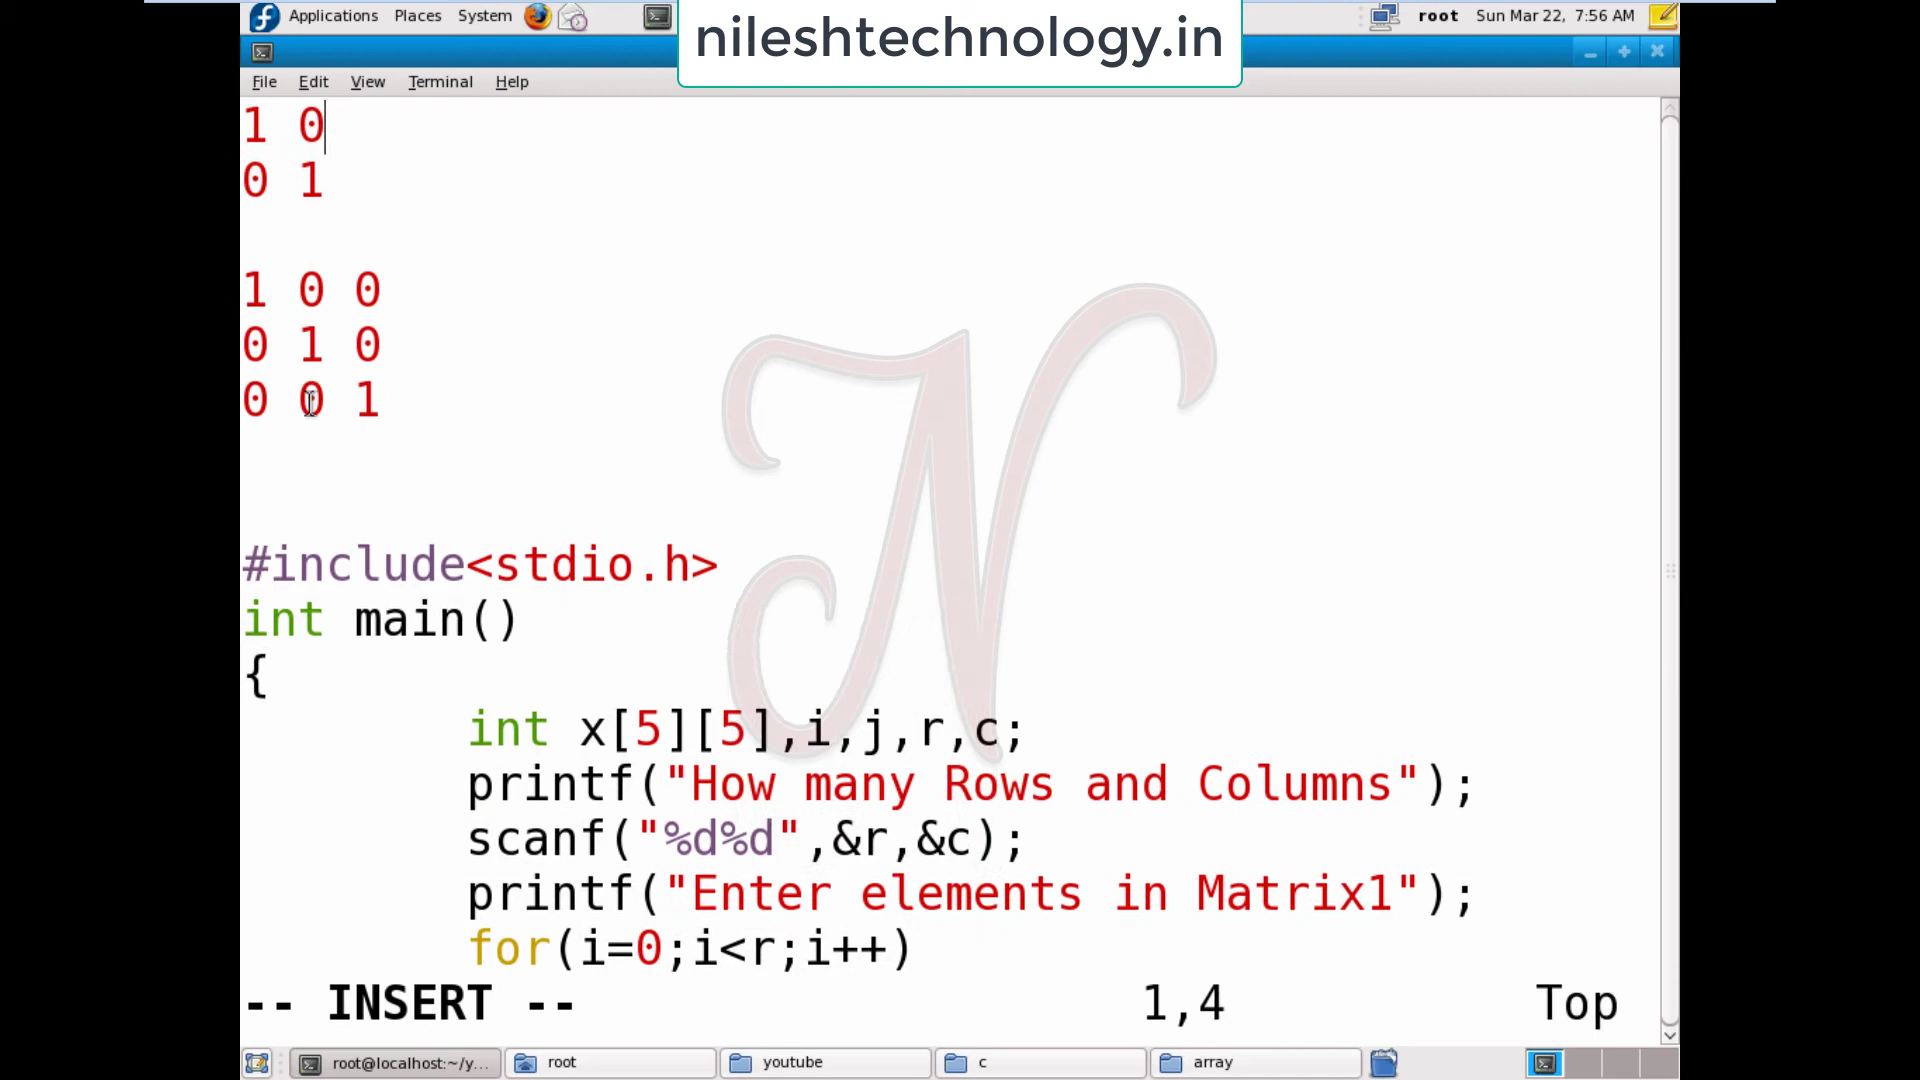 Applications Places System
nileshtechnology.in
root Sun Mar 22, 7:56 AM
File Edit View Terminal Help
1 0
0 1
1 0 0
0 1 0
0 0 1
N
#include<stdio.h>
int main()
{
int x[5][5],i,j,r,c;
printf("How many Rows and Columns");
scanf("%d%d",&r,&c);
printf("Enter elements in Matrix1");
for(i=0;i<r;i++)
-- INSERT -- 1,4 Top
root@localhost:~/y... root youtube c array